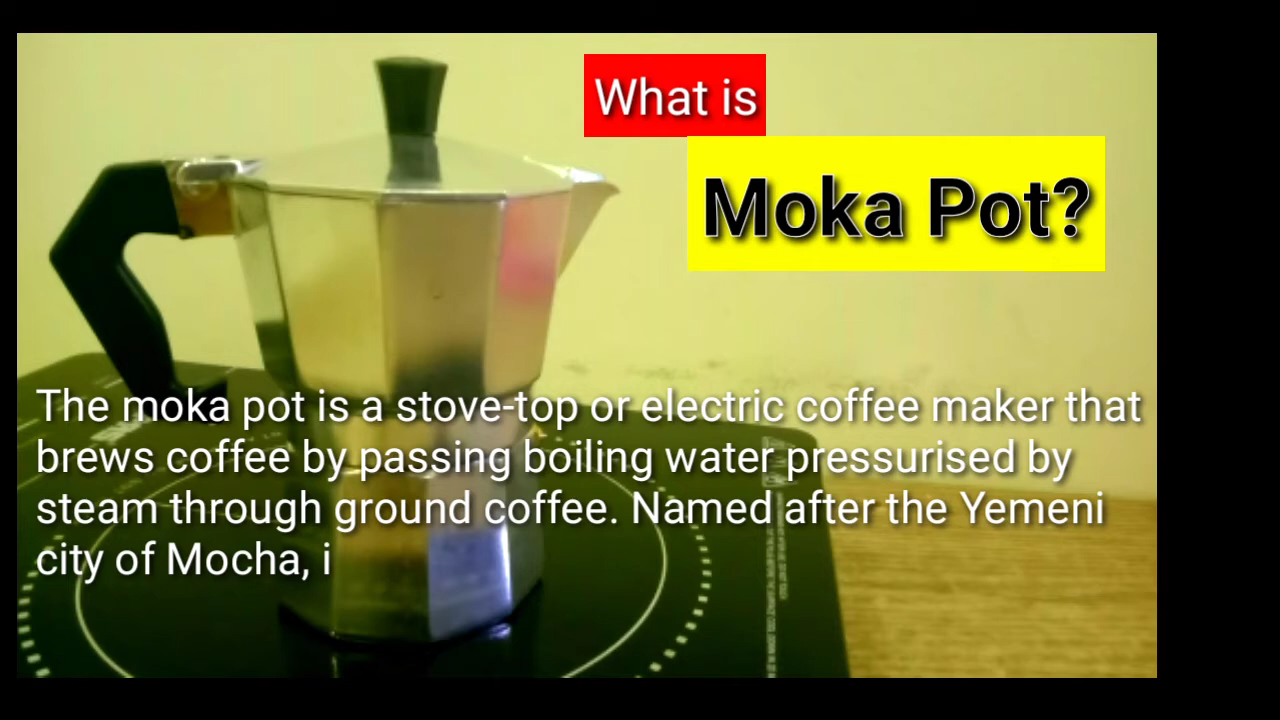 What is
Moka Pot?
The moka pot is a stove-top or electric coffee maker that
brews coffee by passing boiling water pressurised by
steam through ground coffee. Named after the Yemeni
city of Mocha, i